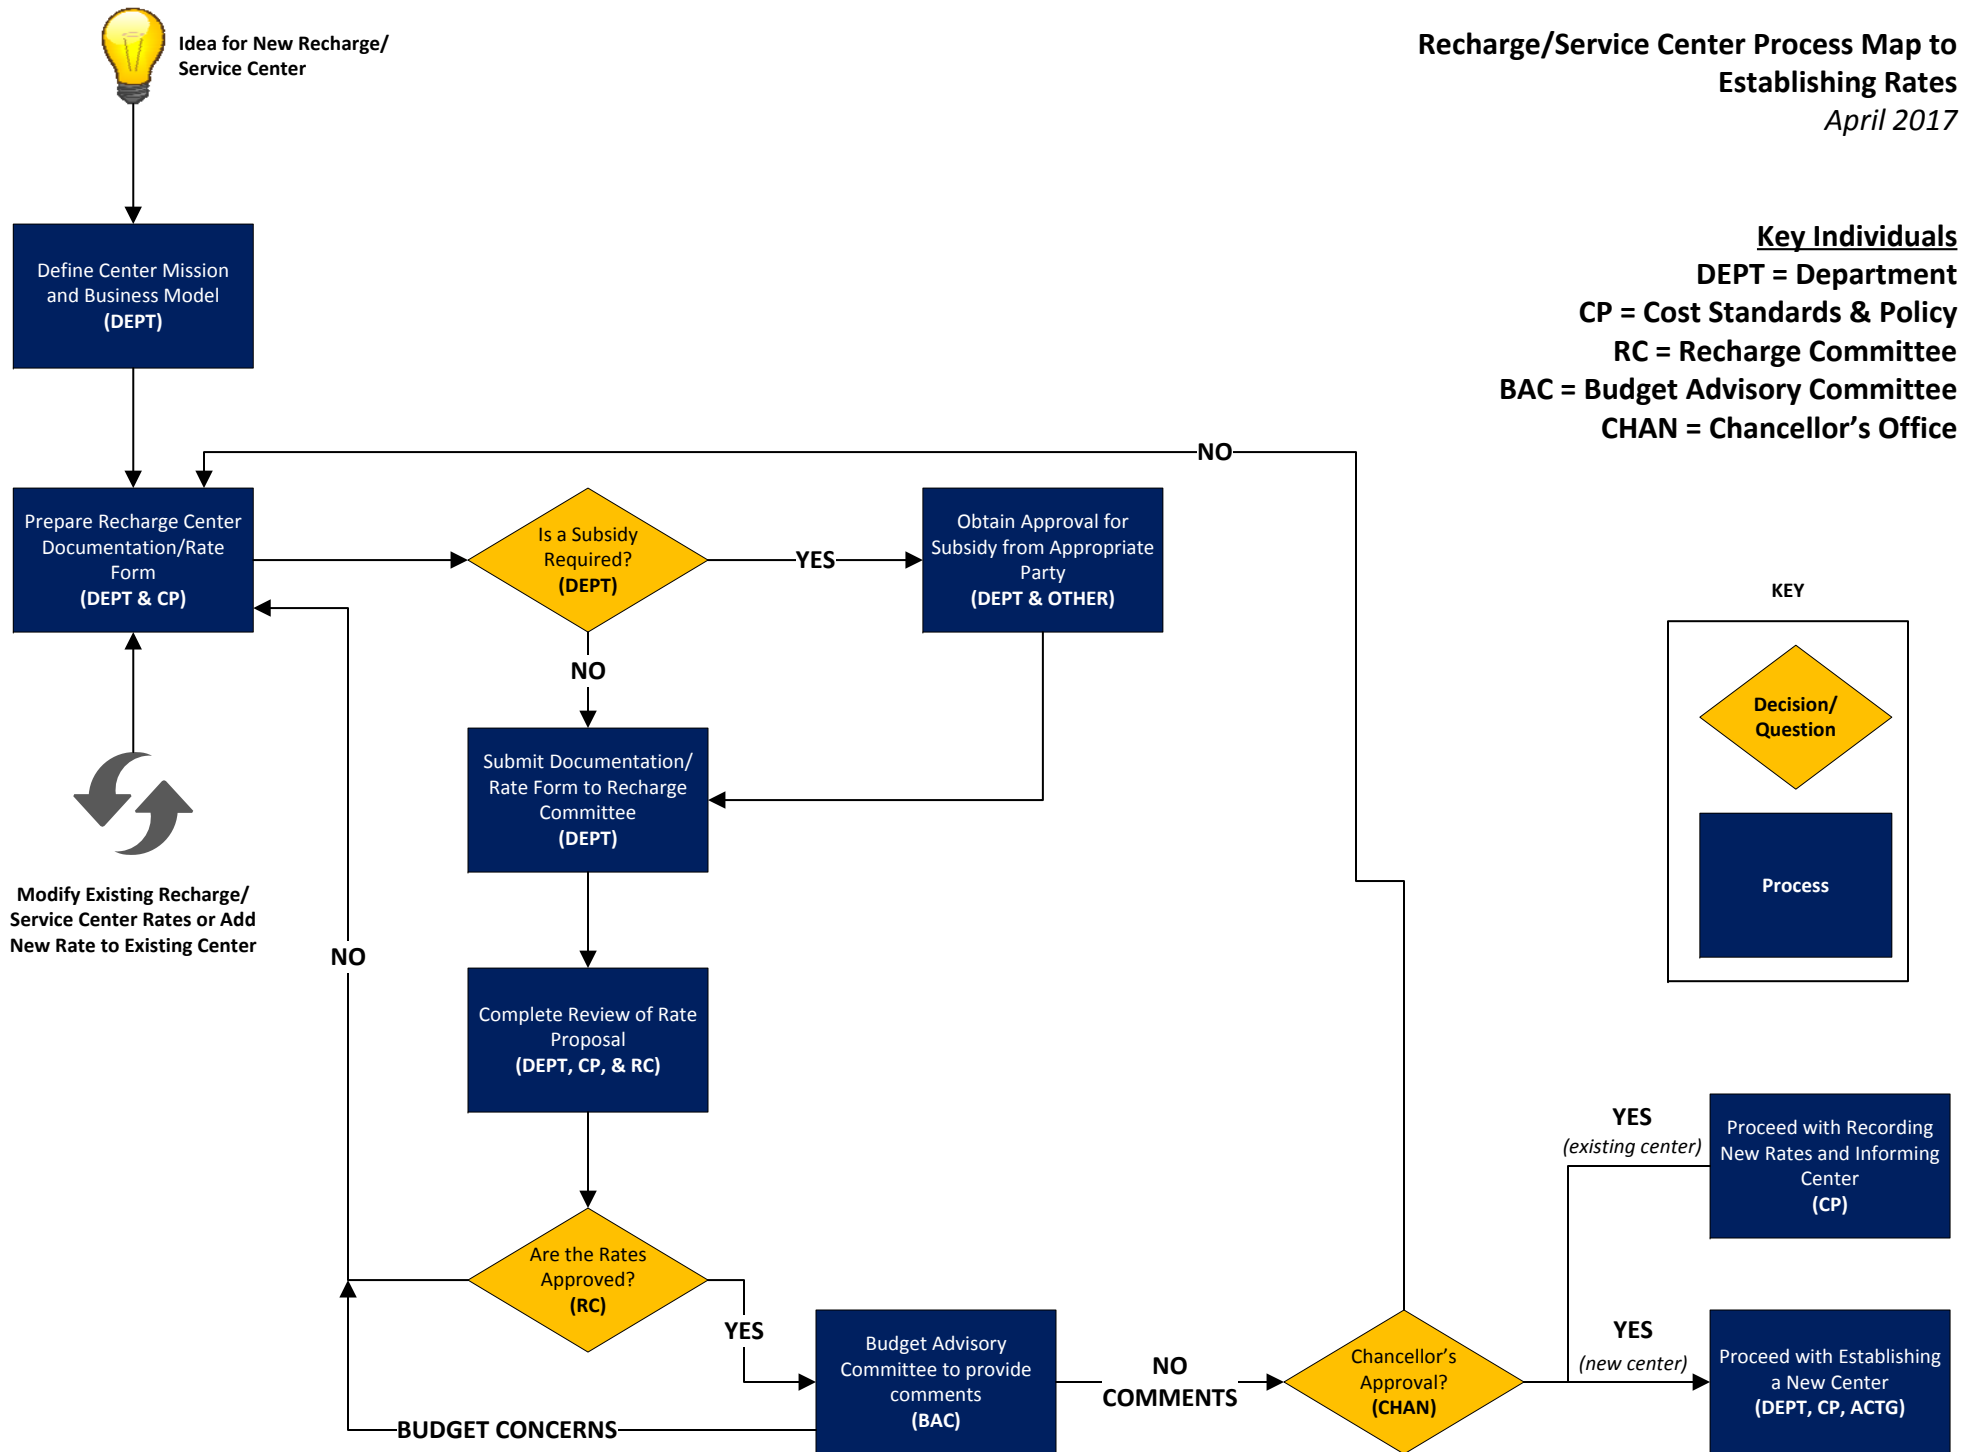 Idea for New Recharge/
Service Center
Recharge/Service Center Process Map to
Establishing Rates
April 2017
Key Individuals
DEPT = Department
CP = Cost Standards & Policy
RC = Recharge Committee
BAC = Budget Advisory Committee
CHAN = Chancellor’s Office
Define Center Mission
and Business Model
(DEPT)
NO
Prepare Recharge Center
Documentation/Rate
Form
(DEPT & CP)
Is a Subsidy
Required?
(DEPT)
YES
Obtain Approval for
Subsidy from Appropriate
Party
(DEPT & OTHER)
NO
KEY
Decision/
Question
Process
Submit Documentation/
Rate Form to Recharge
Committee
(DEPT)
Modify Existing Recharge/
Service Center Rates or Add
New Rate to Existing Center
NO
Complete Review of Rate
Proposal
(DEPT, CP, & RC)
Are the Rates
Approved?
(RC)
YES
Budget Advisory
Committee to provide
comments
(BAC)
BUDGET CONCERNS
NO
COMMENTS
Chancellor’s
Approval?
(CHAN)
YES
(existing center)
Proceed with Recording
New Rates and Informing
Center
(CP)
YES
(new center)
Proceed with Establishing
a New Center
(DEPT, CP, ACTG)